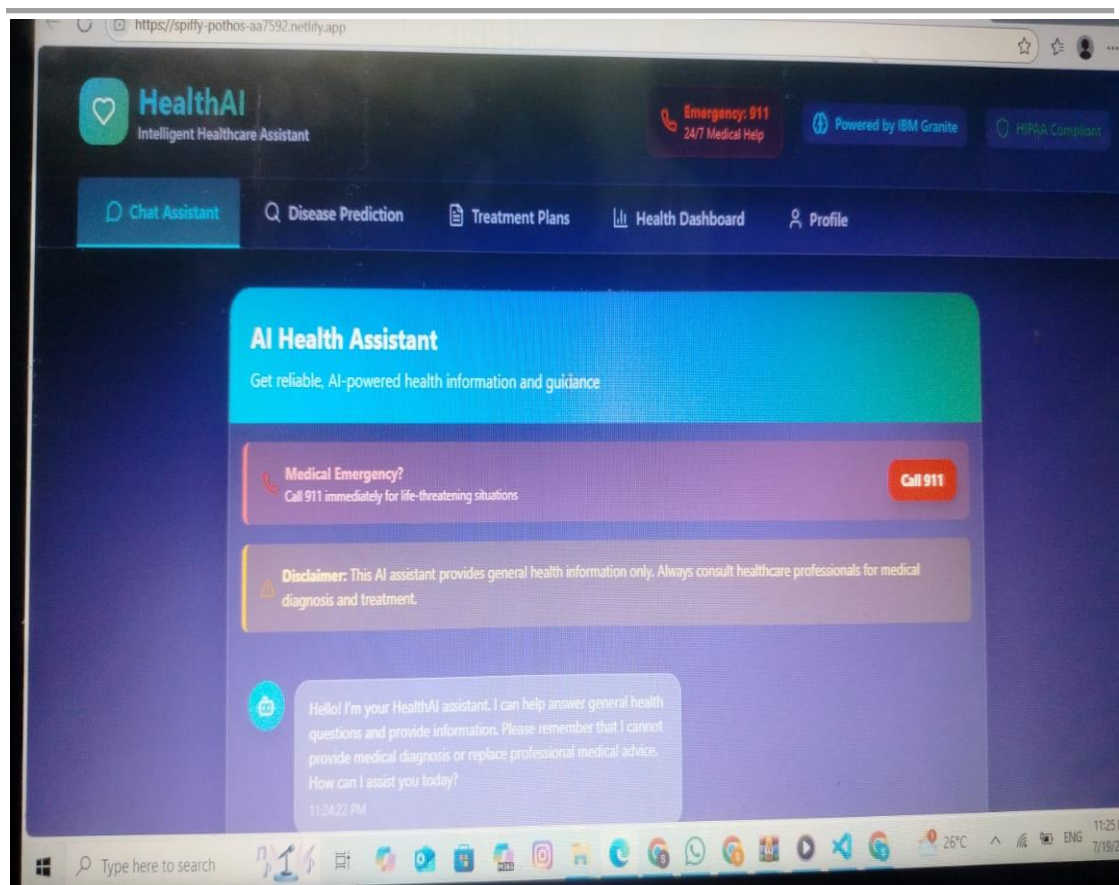 https://spiffy-pothos-aa7592.netlify.app
HealthAI
Intelligent Healthcare Assistant
Emergency: 911
24/7 Medical Help
Powered by IBM Granite
HIPAA Compliant
Chat Assistant
Disease Prediction
Treatment Plans
Health Dashboard
Profile
AI Health Assistant
Get reliable, AI-powered health information and guidance
Medical Emergency?
Call 911 immediately for life-threatening situations
Call 911
Disclaimer: This AI assistant provides general health information only. Always consult healthcare professionals for medical
diagnosis and treatment.
Hello! I'm your HealthAI assistant. I can help answer general health
questions and provide information. Please remember that I cannot
provide medical diagnosis or replace professional medical advice.
How can I assist you today?
11:24:22 PM
Type here to search
26°C
ENG
11:25
7/19/2